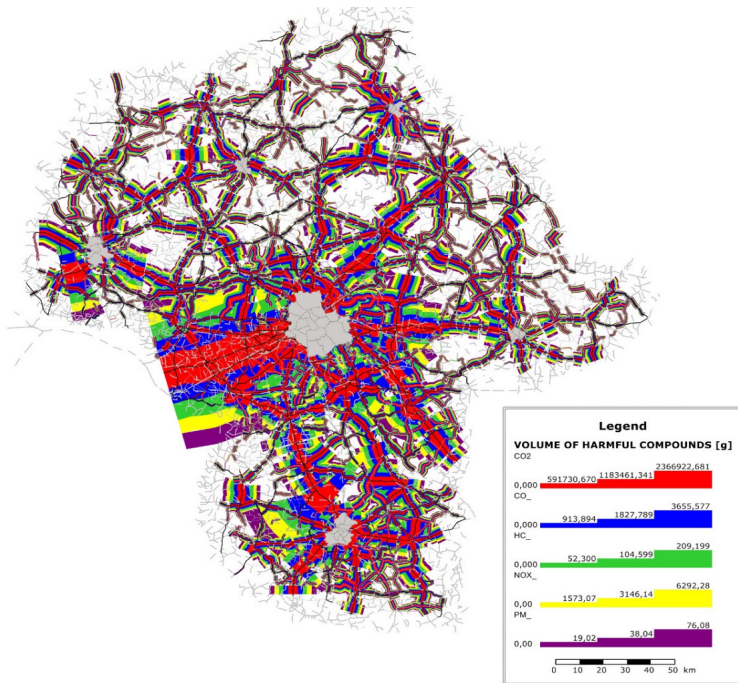 Legend
VOLUME OF HARMFUL COMPOUNDS [g]
CO2
0,000 591730,670 1183461,341 2366922,681
CO_
0,000 913,894 1827,789 3655,577
HC_
0,000 52,300 104,599 209,199
NOX_
0,00 1573,07 3146,14 6292,28
PM_
0,00 19,02 38,04 76,08
0 10 20 30 40 50 km